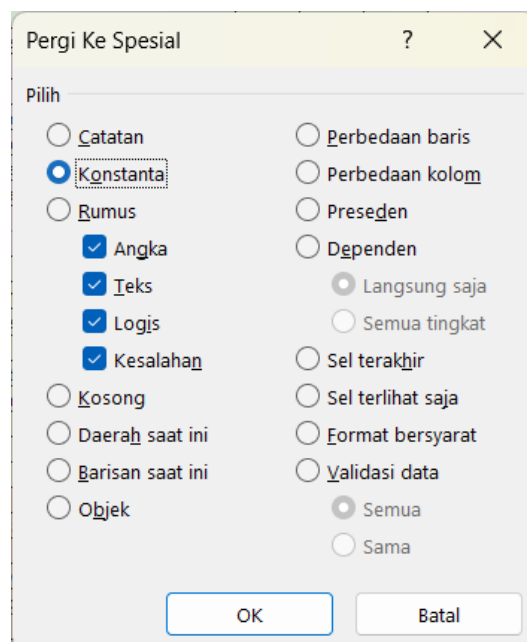 Pergi Ke Spesial ?
Pilih
Catatan
Konstanta
Rumus
Angka
Teks
Logis
Kesalahan
Kosong
Daerah saat ini
Barisan saat ini
Objek
Perbedaan baris
Perbedaan kolom
Preseden
Dependen
Langsung saja
Semua tingkat
Sel terakhir
Sel terlihat saja
Format bersyarat
Validasi data
Semua
Sama
OK
Batal